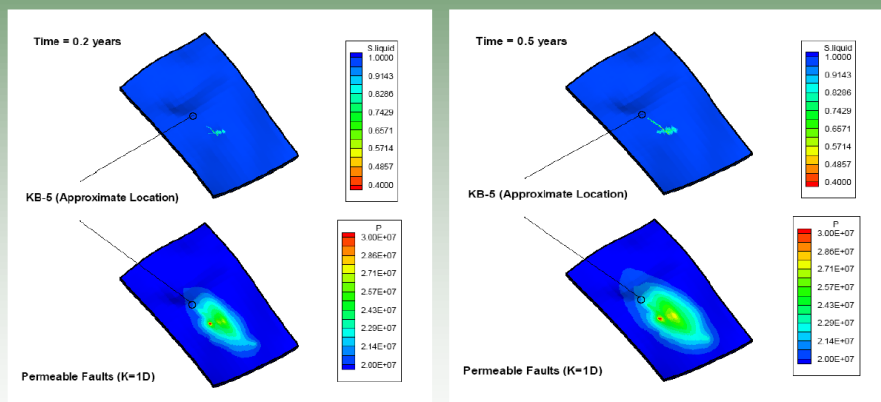 Time = 0.2 years
S.liquid
1.0000
0.9143
0.8286
0.7429
0.6571
0.5714
0.4857
0.4000
KB-5 (Approximate Location)
P
3.00E+07
2.86E+07
2.71E+07
2.57E+07
2.43E+07
2.29E+07
2.14E+07
2.00E+07
Permeable Faults (K=1D)
Time = 0.5 years
S.liquid
1.0000
0.9143
0.8286
0.7429
0.6571
0.5714
0.4857
0.4000
KB-5 (Approximate Location)
P
3.00E+07
2.86E+07
2.71E+07
2.57E+07
2.43E+07
2.29E+07
2.14E+07
2.00E+07
Permeable Faults (K=1D)